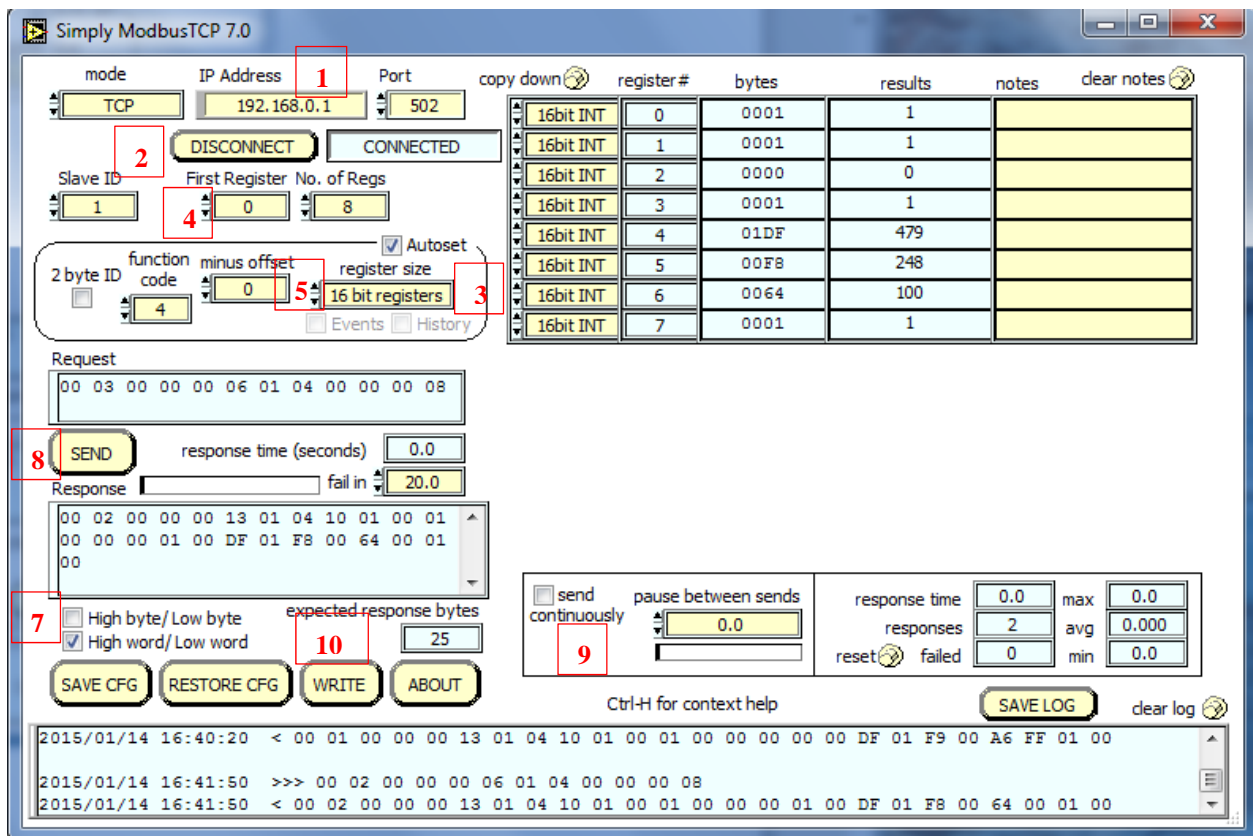 Simply ModbusTCP 7.0
mode IP Address 1 Port copy down register # bytes results notes clear notes
TCP 192.168.0.1 502
16bit INT 0 0001 1
2 DISCONNECT CONNECTED
16bit INT 1 0001 1
Slave ID First Register No. of Regs
16bit INT 2 0000 0
1 4 0 8
16bit INT 3 0001 1
Autoset
16bit INT 4 01DF 479
2 byte ID function code minus offset register size
16bit INT 5 00F8 248
4 0 5 16 bit registers 3
16bit INT 6 0064 100
Events History
16bit INT 7 0001 1
Request
00 03 00 00 00 06 01 04 00 00 00 08
8 SEND response time (seconds) 0.0
Response fail in 20.0
00 02 00 00 00 13 01 04 10 01 00 01
00 00 00 01 00 DF 01 F8 00 64 00 01
00
7 High byte/ Low byte expected response bytes
High word/ Low word 10 25
SAVE CFG RESTORE CFG WRITE ABOUT
send continuously pause between sends response time 0.0 max 0.0
0.0 responses 2 avg 0.000
9 reset failed 0 min 0.0
Ctrl-H for context help SAVE LOG clear log
2015/01/14 16:40:20 < 00 01 00 00 00 13 01 04 10 01 00 01 00 00 00 00 00 DF 01 F9 00 A6 FF 01 00
2015/01/14 16:41:50 >>> 00 02 00 00 00 06 01 04 00 00 00 08
2015/01/14 16:41:50 < 00 02 00 00 00 13 01 04 10 01 00 01 00 00 00 01 00 DF 01 F8 00 64 00 01 00